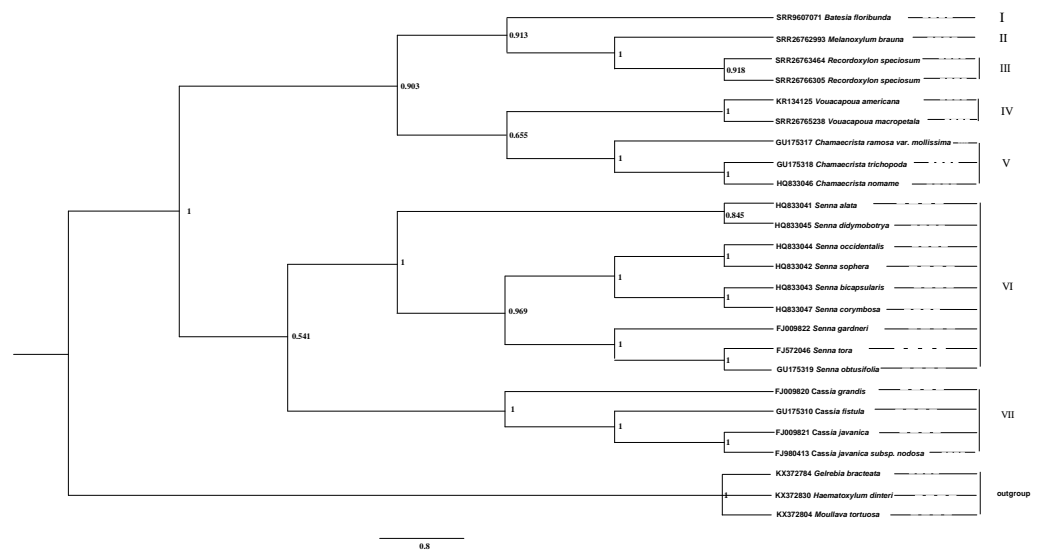 SRR9607071 Batesia floribunda I
0.913
SRR26762993 Melanoxylum brauna II
1
SRR26763464 Recordoxylon speciosum
0.918 III
SRR26766305 Recordoxylon speciosum
0.903
KR134125 Vouacapoua americana
1 IV
SRR26765238 Vouacapoua macropetala
0.655
GU175317 Chamaecrista ramosa var. mollissima
1
GU175318 Chamaecrista trichopoda V
1
HQ833046 Chamaecrista nomame
HQ833041 Senna alata
1 0.845
HQ833045 Senna didymobotrya
HQ833044 Senna occidentalis
1 1
HQ833042 Senna sophera
1
HQ833043 Senna bicapsularis VI
1
HQ833047 Senna corymbosa
0.969
FJ009822 Senna gardneri
0.541 1
FJ572046 Senna tora
1
GU175319 Senna obtusifolia
FJ009820 Cassia grandis
1
GU175310 Cassia fistula VII
1
FJ009821 Cassia javanica
1
FJ980413 Cassia javanica subsp. nodosa
KX372784 Gelrebia bracteata
1 KX372830 Haematoxylum dinteri outgroup
KX372804 Moullava tortuosa
0.8